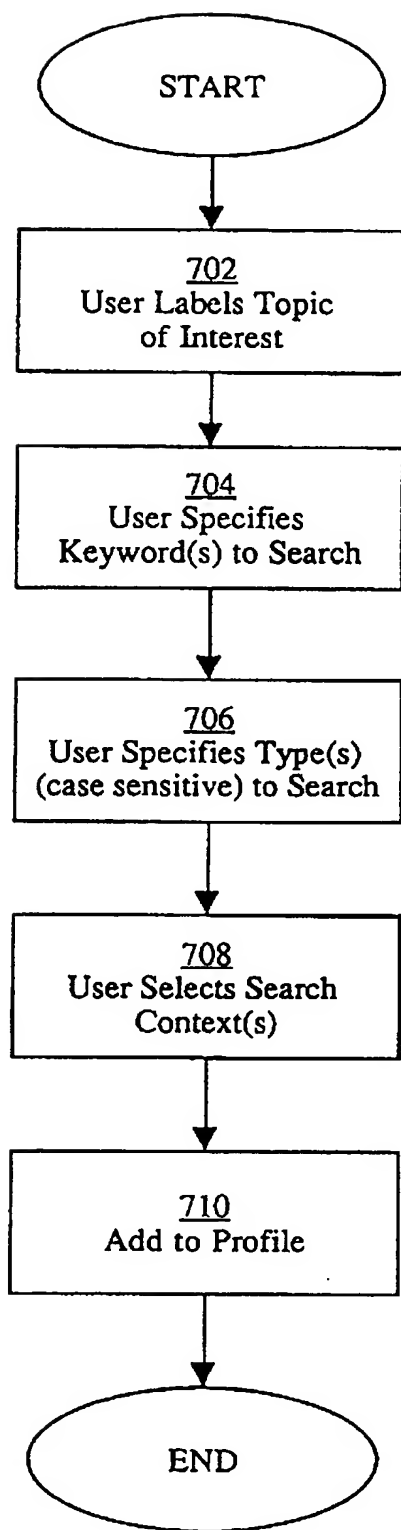 START
702
User Labels Topic
of Interest
704
User Specifies
Keyword(s) to Search
706
User Specifies Type(s)
(case sensitive) to Search
708
User Selects Search
Context(s)
710
Add to Profile
END